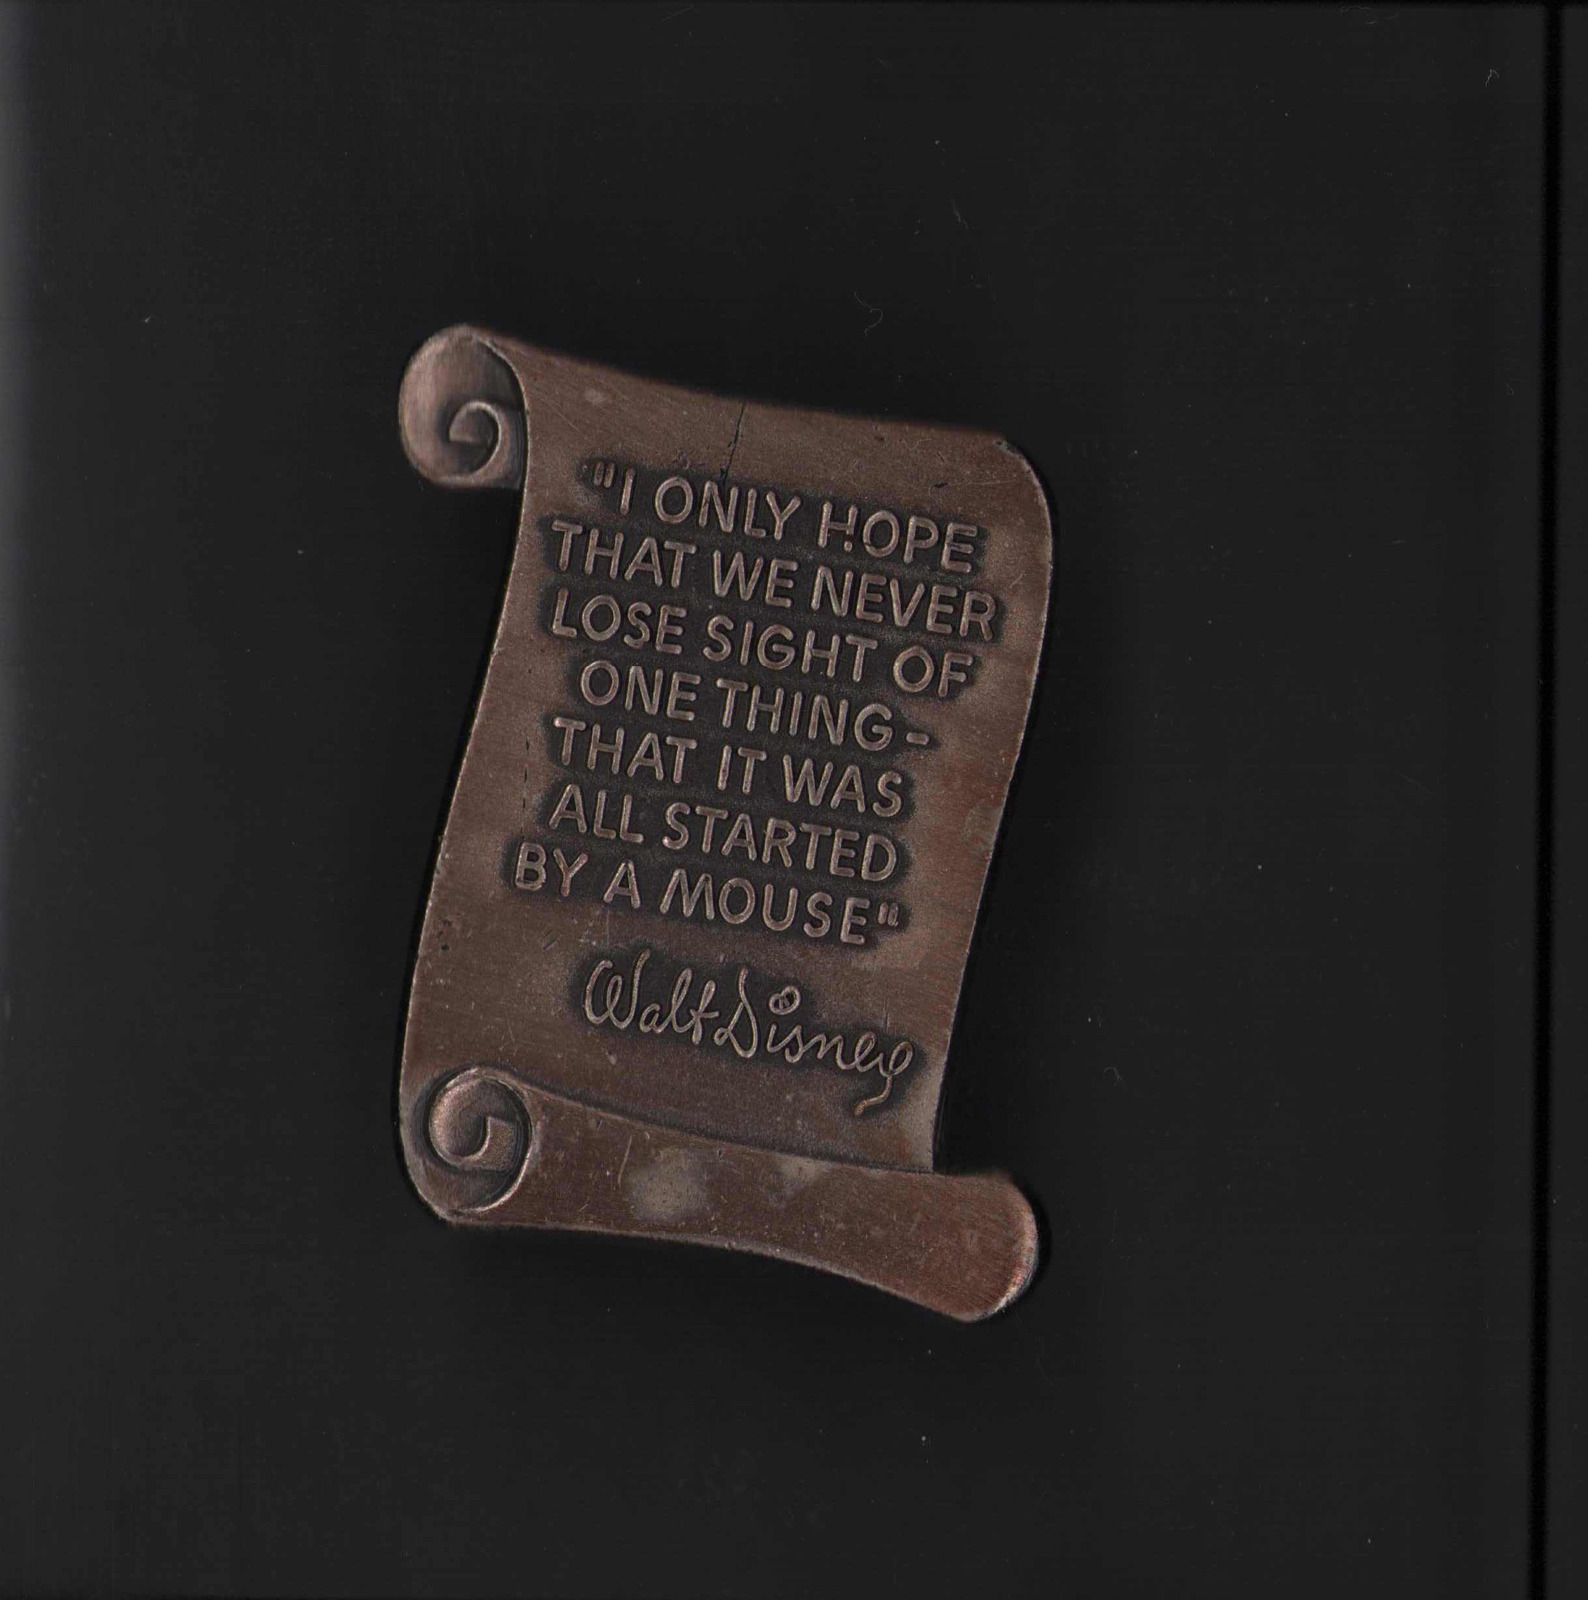 "I ONLY HOPE
THAT WE NEVER
LOSE SIGHT OF
ONE THING-
THAT IT WAS
ALL STARTED
BY A MOUSE"
Walt Disney